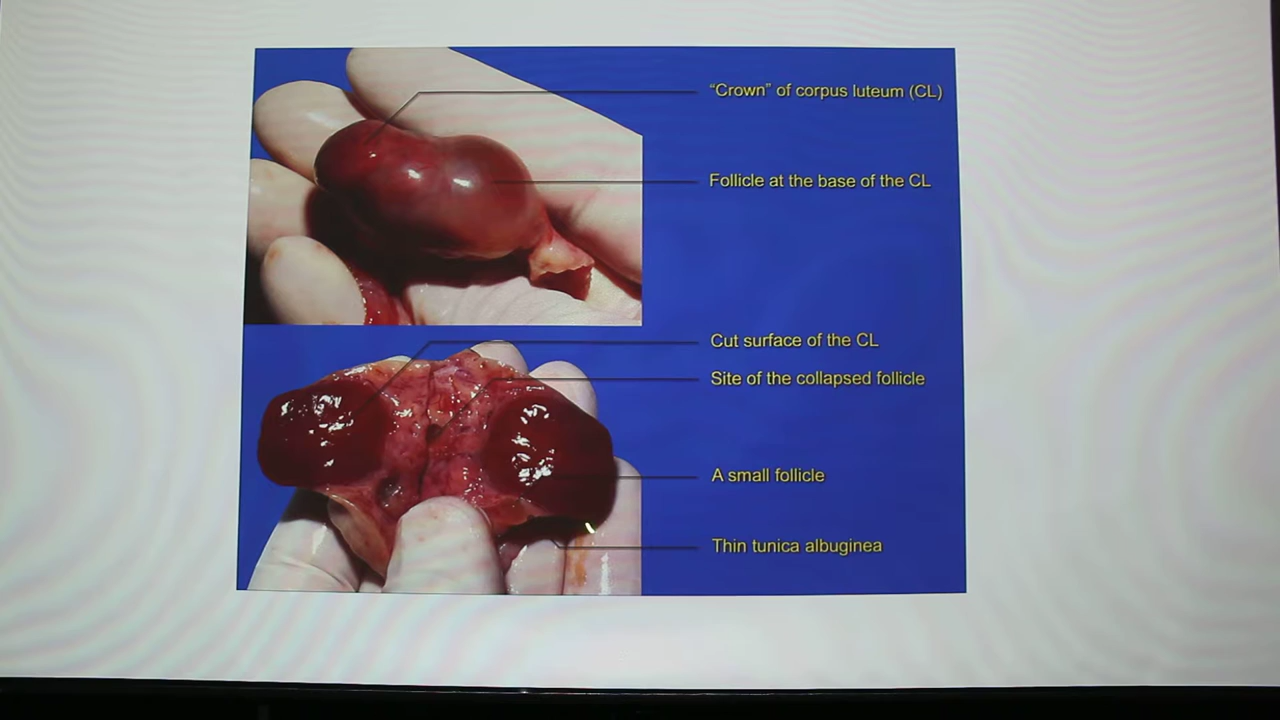 "Crown" of corpus luteum (CL)
Follicle at the base of the CL
Cut surface of the CL
Site of the collapsed follicle
A small follicle
Thin tunica albuginea